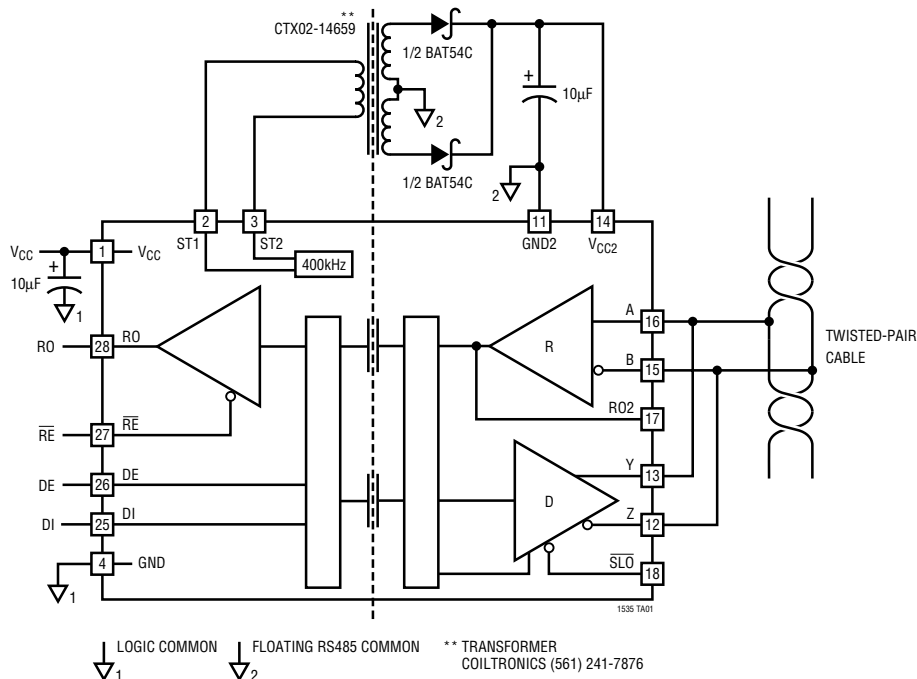 **
CTX02-14659
1/2 BAT54C
+
10µF
2
1/2 BAT54C
2
2
3
11
14
ST1
ST2
GND2
VCC2
VCC
1
VCC
400kHz
+
10µF
1
A
16
RO
28
RO
R
B
15
TWISTED-PAIR
CABLE
RO2
17
RE
27
RE
Y
13
DE
26
DE
D
DI
25
DI
Z
12
4
GND
SLO
18
1
1535 TA01
LOGIC COMMON
1
FLOATING RS485 COMMON
2
** TRANSFORMER
COILTRONICS (561) 241-7876